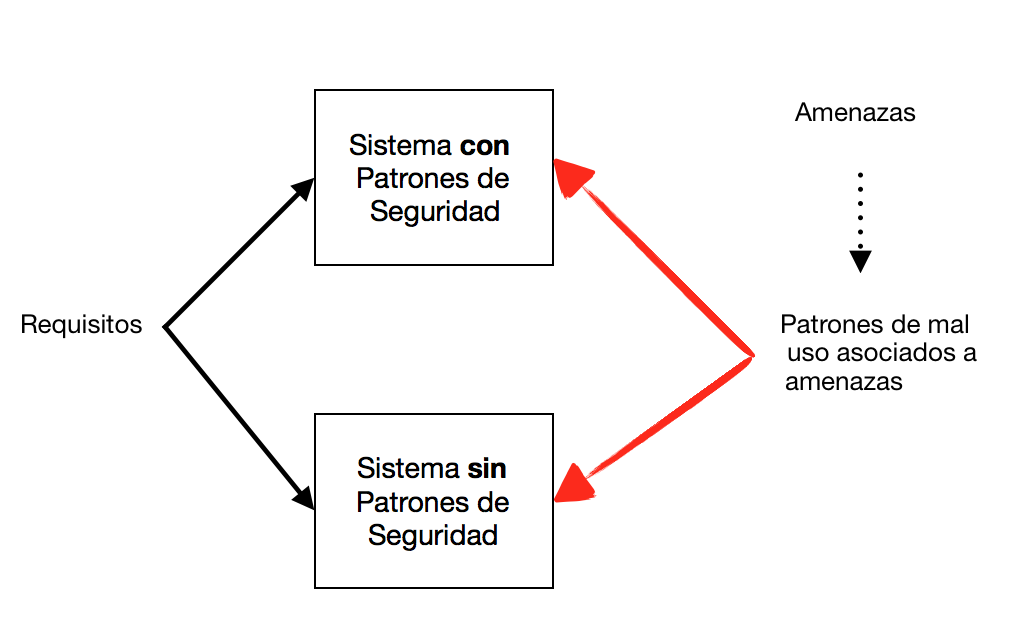 Amenazas
Sistema con
Patrones de
Seguridad
Requisitos
Patrones de mal
uso asociados a
amenazas
Sistema sin
Patrones de
Seguridad